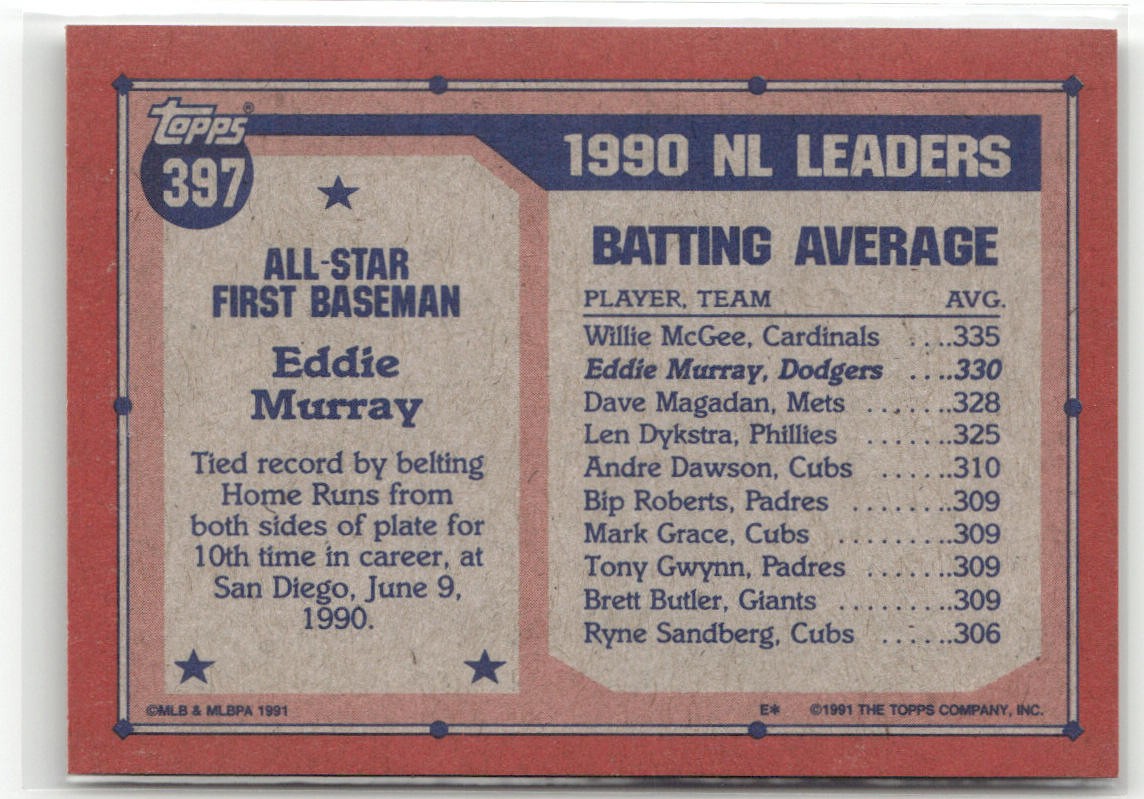 Topps®
397
1990 NL LEADERS
ALL-STAR
FIRST BASEMAN
Eddie
Murray
Tied record by belting
Home Runs from
both sides of plate for
10th time in career, at
San Diego, June 9,
1990.
BATTING AVERAGE
PLAYER, TEAM AVG.
Willie McGee, Cardinals ....335
Eddie Murray, Dodgers ....330
Dave Magadan, Mets .......328
Len Dykstra, Phillies .......325
Andre Dawson, Cubs ......310
Bip Roberts, Padres ........309
Mark Grace, Cubs .........309
Tony Gwynn, Padres .......309
Brett Butler, Giants .........309
Ryne Sandberg, Cubs ......306
©MLB & MLBPA 1991
E* ©1991 THE TOPPS COMPANY, INC.